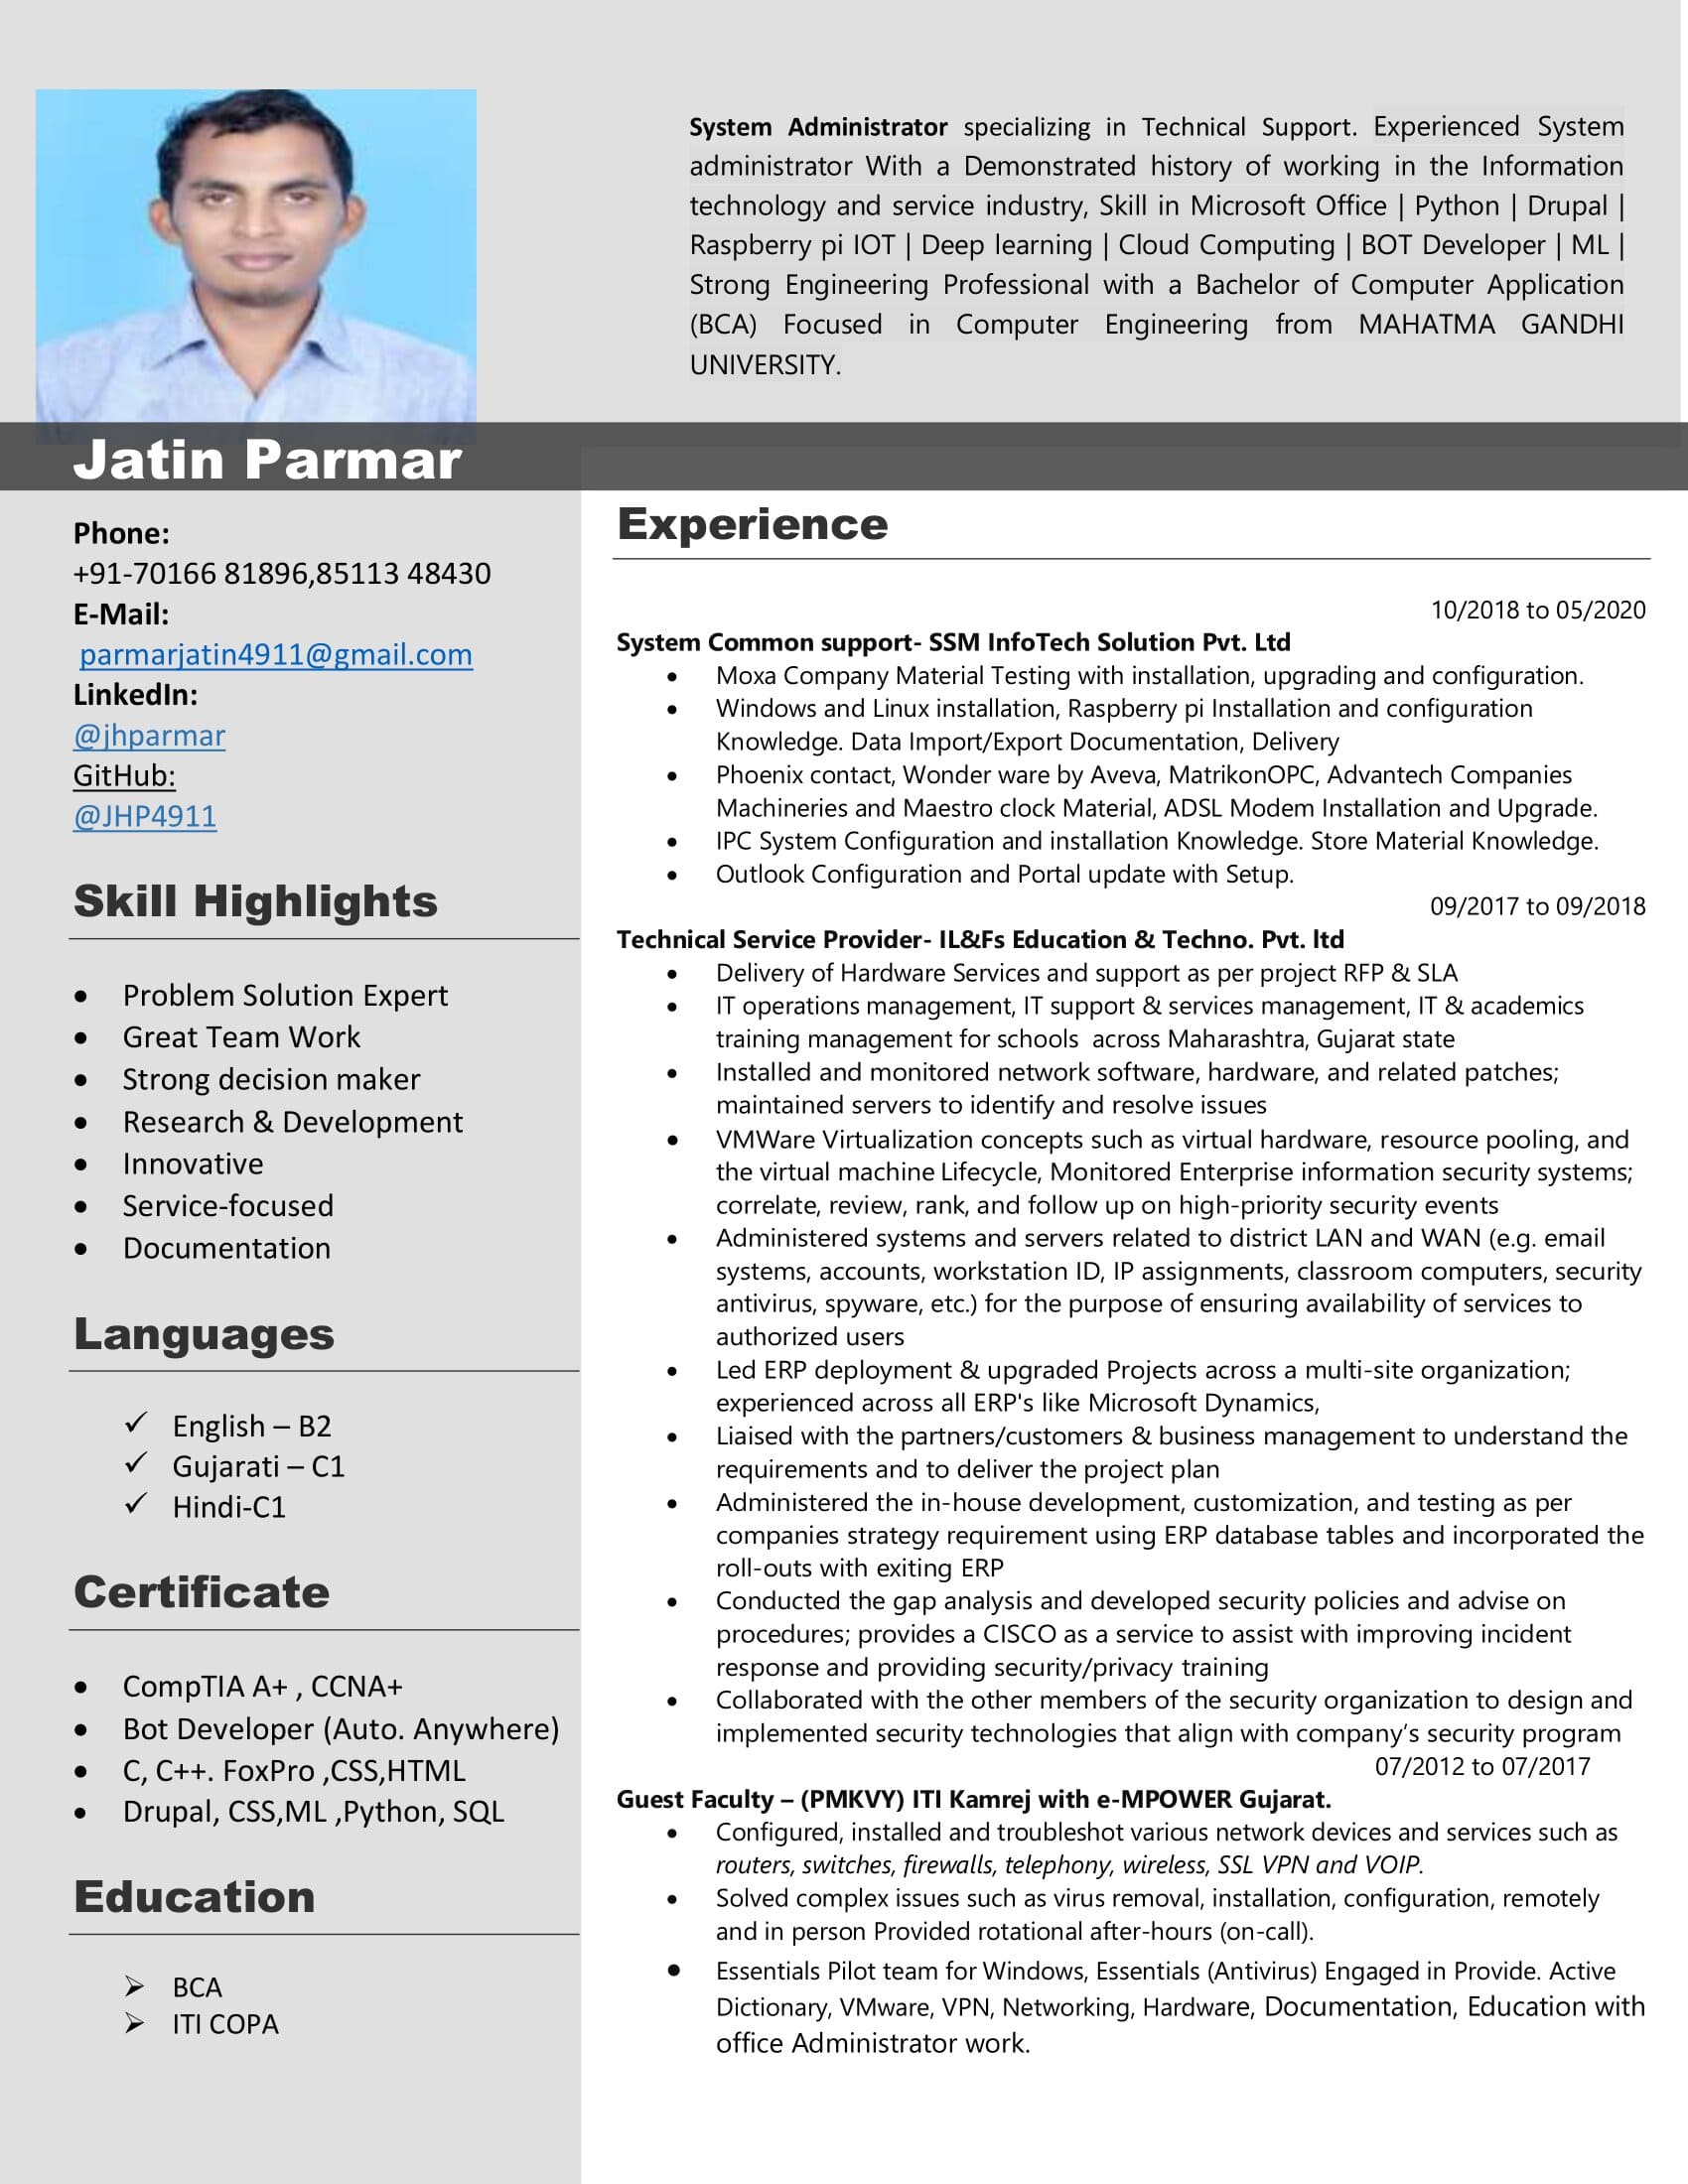 System Administrator specializing in Technical Support. Experienced System
administrator With a Demonstrated history of working in the Information
technology and service industry, Skill in Microsoft Office | Python | Drupal |
Raspberry pi IOT | Deep learning | Cloud Computing | BOT Developer | ML |
Strong Engineering Professional with a Bachelor of Computer Application
(BCA) Focused in Computer Engineering from MAHATMA GANDHI
UNIVERSITY.
Jatin Parmar
Phone:
+91-70166 81896,85113 48430
E-Mail:
parmarjatin4911@gmail.com
LinkedIn:
@jhparmar
GitHub:
@JHP4911
Skill Highlights
• Problem Solution Expert
• Great Team Work
• Strong decision maker
• Research & Development
• Innovative
• Service-focused
• Documentation
Languages
✓ English – B2
✓ Gujarati – C1
✓ Hindi-C1
Certificate
• CompTIA A+ , CCNA+
• Bot Developer (Auto. Anywhere)
• C, C++. FoxPro ,CSS,HTML
• Drupal, CSS,ML ,Python, SQL
Education
➢ BCA
➢ ITI COPA
Experience
10/2018 to 05/2020
System Common support- SSM InfoTech Solution Pvt. Ltd
• Moxa Company Material Testing with installation, upgrading and configuration.
• Windows and Linux installation, Raspberry pi Installation and configuration
Knowledge. Data Import/Export Documentation, Delivery
• Phoenix contact, Wonder ware by Aveva, MatrikonOPC, Advantech Companies
Machineries and Maestro clock Material, ADSL Modem Installation and Upgrade.
• IPC System Configuration and installation Knowledge. Store Material Knowledge.
• Outlook Configuration and Portal update with Setup.
09/2017 to 09/2018
Technical Service Provider- IL&Fs Education & Techno. Pvt. ltd
• Delivery of Hardware Services and support as per project RFP & SLA
• IT operations management, IT support & services management, IT & academics
training management for schools across Maharashtra, Gujarat state
• Installed and monitored network software, hardware, and related patches;
maintained servers to identify and resolve issues
• VMWare Virtualization concepts such as virtual hardware, resource pooling, and
the virtual machine Lifecycle, Monitored Enterprise information security systems;
correlate, review, rank, and follow up on high-priority security events
• Administered systems and servers related to district LAN and WAN (e.g. email
systems, accounts, workstation ID, IP assignments, classroom computers, security
antivirus, spyware, etc.) for the purpose of ensuring availability of services to
authorized users
• Led ERP deployment & upgraded Projects across a multi-site organization;
experienced across all ERP's like Microsoft Dynamics,
• Liaised with the partners/customers & business management to understand the
requirements and to deliver the project plan
• Administered the in-house development, customization, and testing as per
companies strategy requirement using ERP database tables and incorporated the
roll-outs with exiting ERP
• Conducted the gap analysis and developed security policies and advise on
procedures; provides a CISCO as a service to assist with improving incident
response and providing security/privacy training
• Collaborated with the other members of the security organization to design and
implemented security technologies that align with company’s security program
07/2012 to 07/2017
Guest Faculty – (PMKVY) ITI Kamrej with e-MPOWER Gujarat.
• Configured, installed and troubleshot various network devices and services such as
routers, switches, firewalls, telephony, wireless, SSL VPN and VOIP.
• Solved complex issues such as virus removal, installation, configuration, remotely
and in person Provided rotational after-hours (on-call).
• Essentials Pilot team for Windows, Essentials (Antivirus) Engaged in Provide. Active
Dictionary, VMware, VPN, Networking, Hardware, Documentation, Education with
office Administrator work.